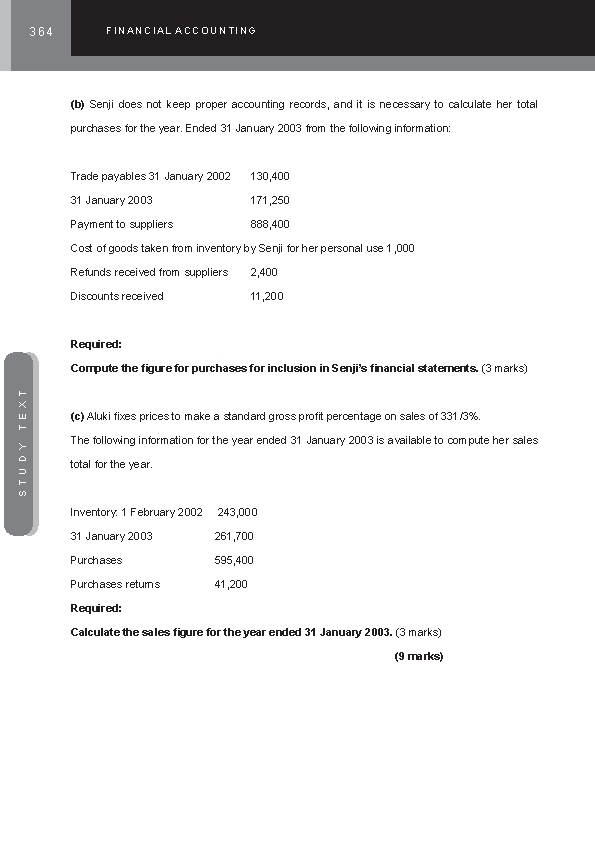 364
FINANCIAL ACCOUNTING
(b) Senji does not keep proper accounting records, and it is necessary to calculate her total
purchases for the year. Ended 31 January 2003 from the following information:
Trade payables 31 January 2002 130,400
31 January 2003 171,250
Payment to suppliers 888,400
Cost of goods taken from inventory by Senji for her personal use 1,000
Refunds received from suppliers 2,400
Discounts received 11,200
Required:
Compute the figure for purchases for inclusion in Senji's financial statements. (3 marks)
STUDY TEXT
(c) Aluki fixes prices to make a standard gross profit percentage on sales of 331/3%.
The following information for the year ended 31 January 2003 is available to compute her sales
total for the year.
Inventory: 1 February 2002 243,000
31 January 2003 261,700
Purchases 595,400
Purchases returns 41,200
Required:
Calculate the sales figure for the year ended 31 January 2003. (3 marks)
(9 marks)